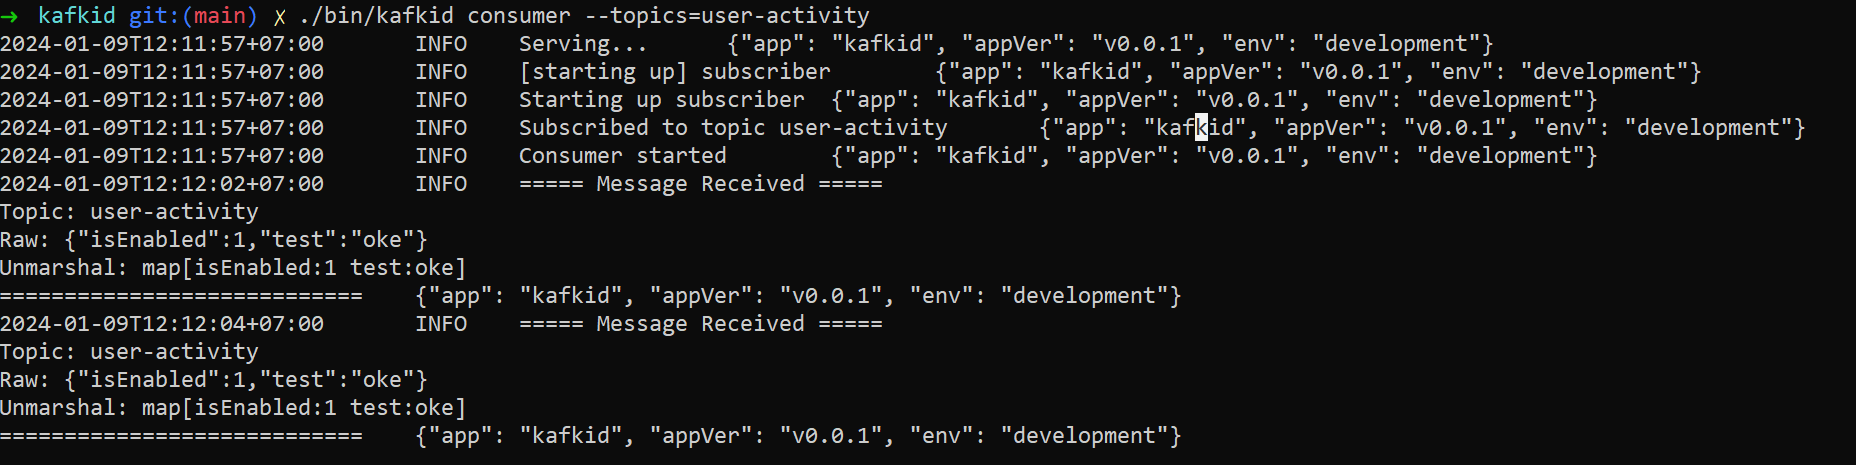 → kafkid git:(main) ✗ ./bin/kafkid consumer --topics=user-activity
2024-01-09T12:11:57+07:00 INFO Serving... {"app": "kafkid", "appVer": "v0.0.1", "env": "development"}
2024-01-09T12:11:57+07:00 INFO [starting up] subscriber {"app": "kafkid", "appVer": "v0.0.1", "env": "development"}
2024-01-09T12:11:57+07:00 INFO Starting up subscriber {"app": "kafkid", "appVer": "v0.0.1", "env": "development"}
2024-01-09T12:11:57+07:00 INFO Subscribed to topic user-activity {"app": "kafkid", "appVer": "v0.0.1", "env": "development"}
2024-01-09T12:11:57+07:00 INFO Consumer started {"app": "kafkid", "appVer": "v0.0.1", "env": "development"}
2024-01-09T12:12:02+07:00 INFO ===== Message Received =====
Topic: user-activity
Raw: {"isEnabled":1,"test":"oke"}
Unmarshal: map[isEnabled:1 test:oke]
============================ {"app": "kafkid", "appVer": "v0.0.1", "env": "development"}
2024-01-09T12:12:04+07:00 INFO ===== Message Received =====
Topic: user-activity
Raw: {"isEnabled":1,"test":"oke"}
Unmarshal: map[isEnabled:1 test:oke]
============================ {"app": "kafkid", "appVer": "v0.0.1", "env": "development"}